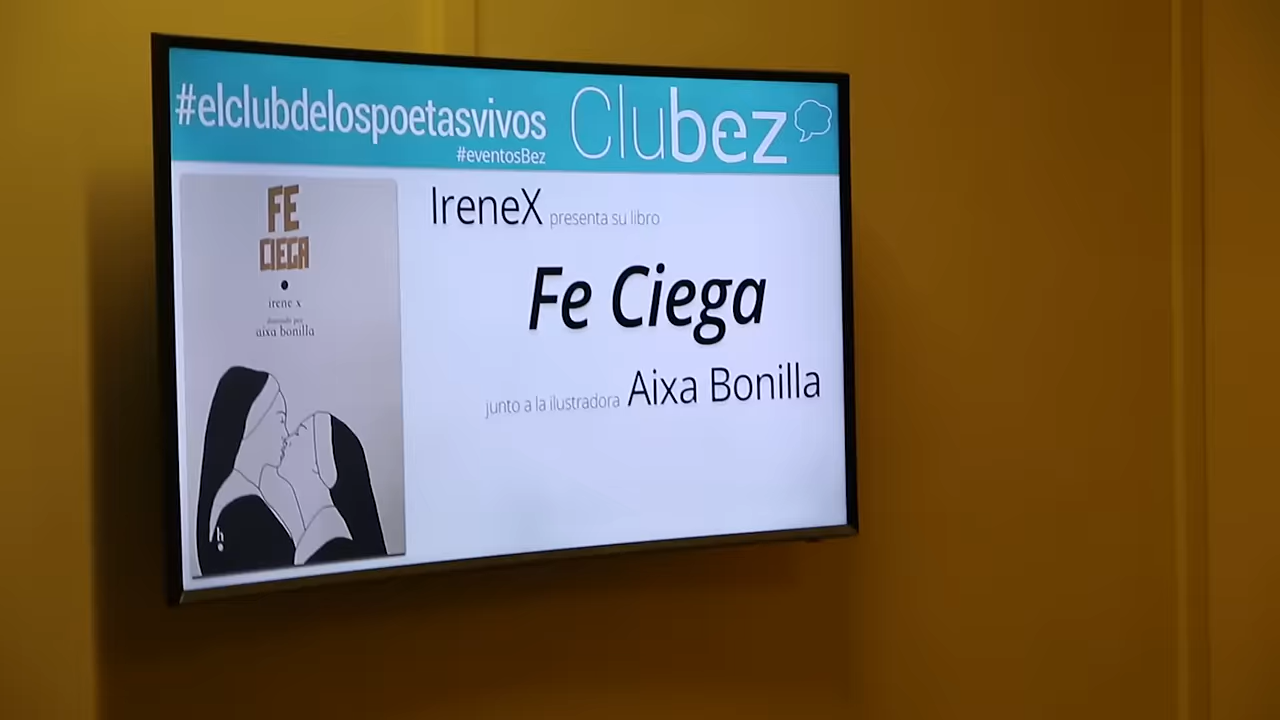 #elclubdelospoetasvivos
Clubez
#eventosBez
FE
CIEGA
irene x
ilustrado por
aixa bonilla
h
IreneX presenta su libro
Fe Ciega
junto a la ilustradora Aixa Bonilla